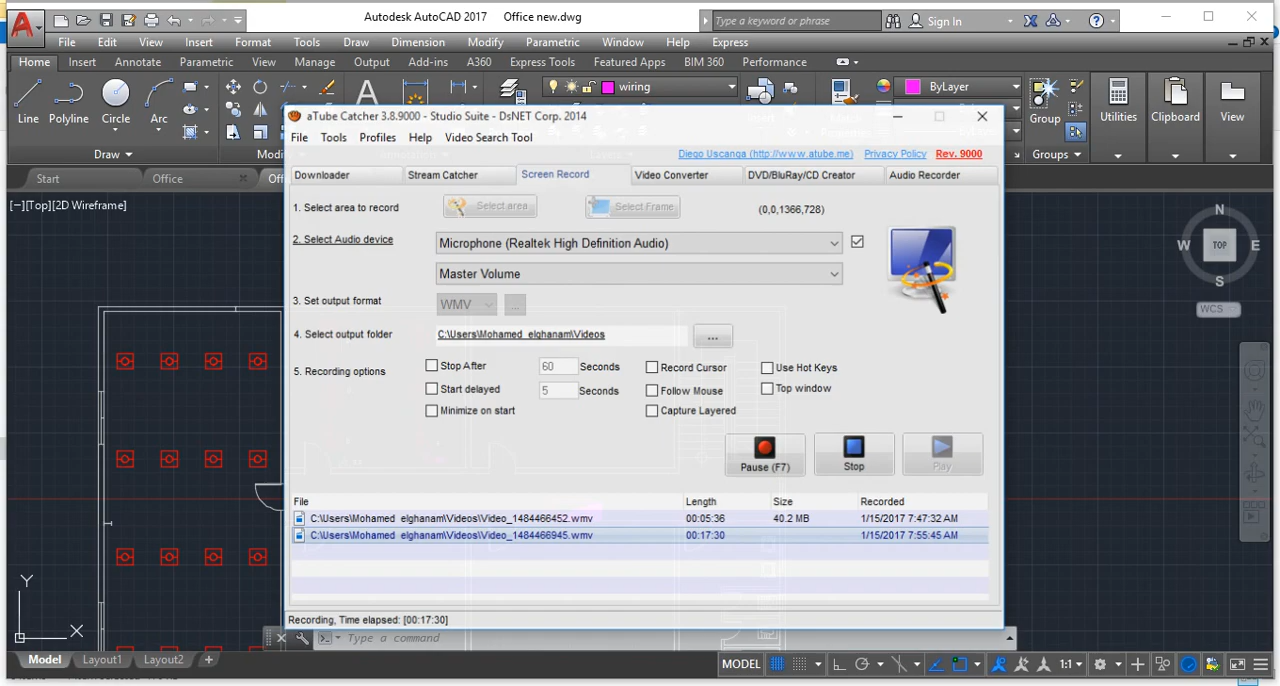 Autodesk AutoCAD 2017 Office new.dwg
Type a keyword or phrase
Sign In
File Edit View Insert Format Tools Draw Dimension Modify Parametric Window Help Express
Home Insert Annotate Parametric View Manage Output Add-ins A360 Express Tools Featured Apps BIM 360 Performance
wiring
ByLayer
Line Polyline Circle Arc
Group Utilities Clipboard View
Draw
Modi
Groups
Start Office
[−][Top][2D Wireframe]
aTube Catcher 3.8.9000 - Studio Suite - DsNET Corp. 2014
File Tools Profiles Help Video Search Tool
Diego Uscanga (http://www.atube.me) Privacy Policy Rev. 9000
Downloader Stream Catcher Screen Record Video Converter DVD/BluRay/CD Creator Audio Recorder
1. Select area to record Select area Select Frame (0,0,1366,728)
2. Select Audio device Microphone (Realtek High Definition Audio)
Master Volume
3. Set output format WMV ...
4. Select output folder C:\Users\Mohamed_elghanam\Videos ...
5. Recording options Stop After 60 Seconds Record Cursor Use Hot Keys
Start delayed 5 Seconds Follow Mouse Top window
Minimize on start Capture Layered
Pause (F7) Stop Play
File Length Size Recorded
C:\Users\Mohamed elghanam\Videos\Video_1484466452.wmv 00:05:36 40.2 MB 1/15/2017 7:47:32 AM
C:\Users\Mohamed elghanam\Videos\Video_1484466945.wmv 00:17:30 1/15/2017 7:55:45 AM
Recording, Time elapsed: [00:17:30]
N
W TOP E
S
WCS
Y
X
Type a command
Model Layout1 Layout2 +
MODEL 1:1